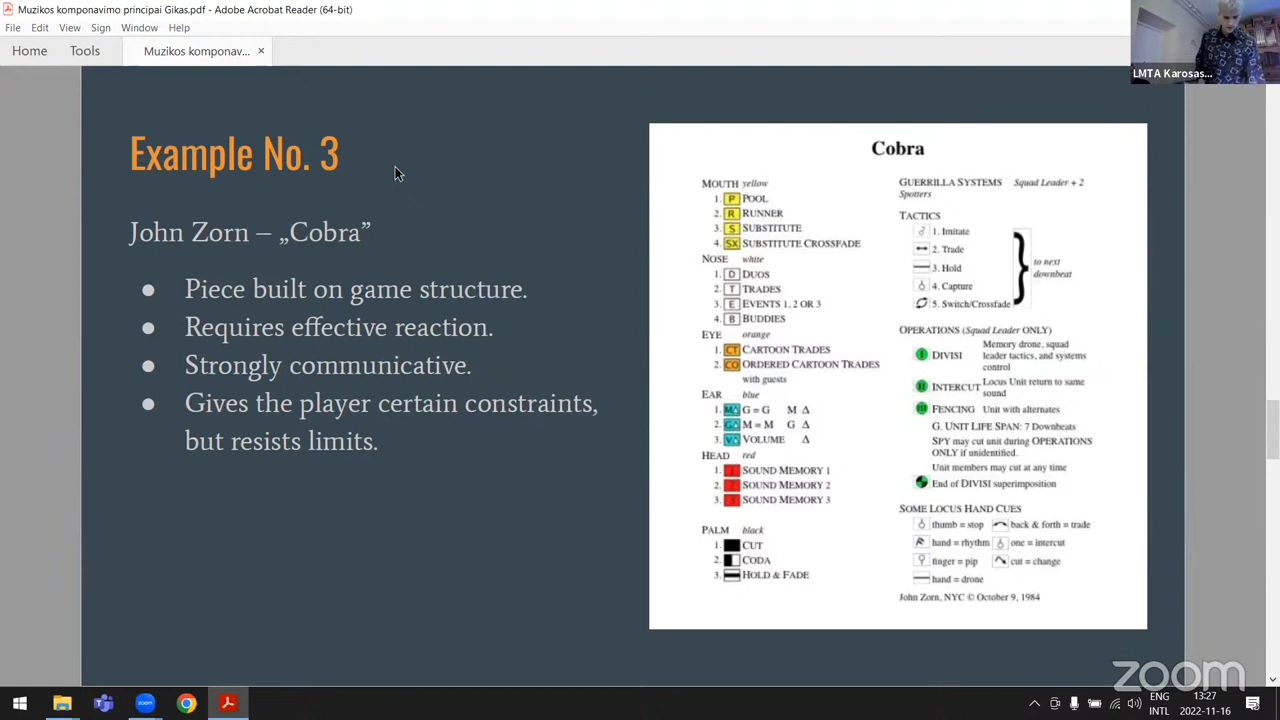 Muzikos komponavimo principai Gikas.pdf - Adobe Acrobat Reader (64-bit)
File Edit View Sign Window Help
Home Tools Muzikos komponav... ×
LMTA Karosas...
Example No. 3
John Zorn – „Cobra”
● Piece built on game structure.
● Requires effective reaction.
● Strongly communicative.
● Gives the player certain constraints,
but resists limits.
Cobra
MOUTH yellow
1. P POOL
2. R RUNNER
3. S SUBSTITUTE
4. SX SUBSTITUTE CROSSFADE
NOSE white
1. D DUOS
2. T TRADES
3. E EVENTS 1, 2 OR 3
4. B BUDDIES
EYE orange
1. CT CARTOON TRADES
2. CO ORDERED CARTOON TRADES
with guests
EAR blue
1. G = G M Δ
2. M = M G Δ
3. VOLUME Δ
HEAD red
1. SOUND MEMORY 1
2. SOUND MEMORY 2
3. SOUND MEMORY 3
PALM black
1. CUT
2. CODA
3. HOLD & FADE
GUERRILLA SYSTEMS Squad Leader + 2
Spotters
TACTICS
1. Imitate
2. Trade
3. Hold
4. Capture
5. Switch/Crossfade
to next
downbeat
OPERATIONS (Squad Leader ONLY)
I DIVISI Memory drone, squad
leader tactics, and systems
control
II INTERCUT Locus Unit return to same
sound
III FENCING Unit with alternates
G. UNIT LIFE SPAN: 7 Downbeats
SPY may cut unit during OPERATIONS
ONLY if unidentified.
Unit members may cut at any time
End of DIVISI superimposition
SOME LOCUS HAND CUES
thumb = stop back & forth = trade
hand = rhythm one = intercut
finger = pip cut = change
hand = drone
John Zorn, NYC © October 9, 1984
zoom
zoom
ENG
INTL
13:27
2022-11-16